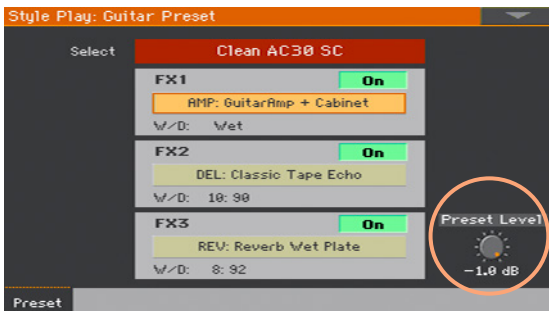 Style Play: Guitar Preset
Select
Clean AC30 SC
FX1 On
AMP: GuitarAmp + Cabinet
W/D: Wet
FX2 On
DEL: Classic Tape Echo
W/D: 10:90
FX3 On
REV: Reverb Wet Plate
W/D: 8:92
Preset Level
-1.0 dB
Preset